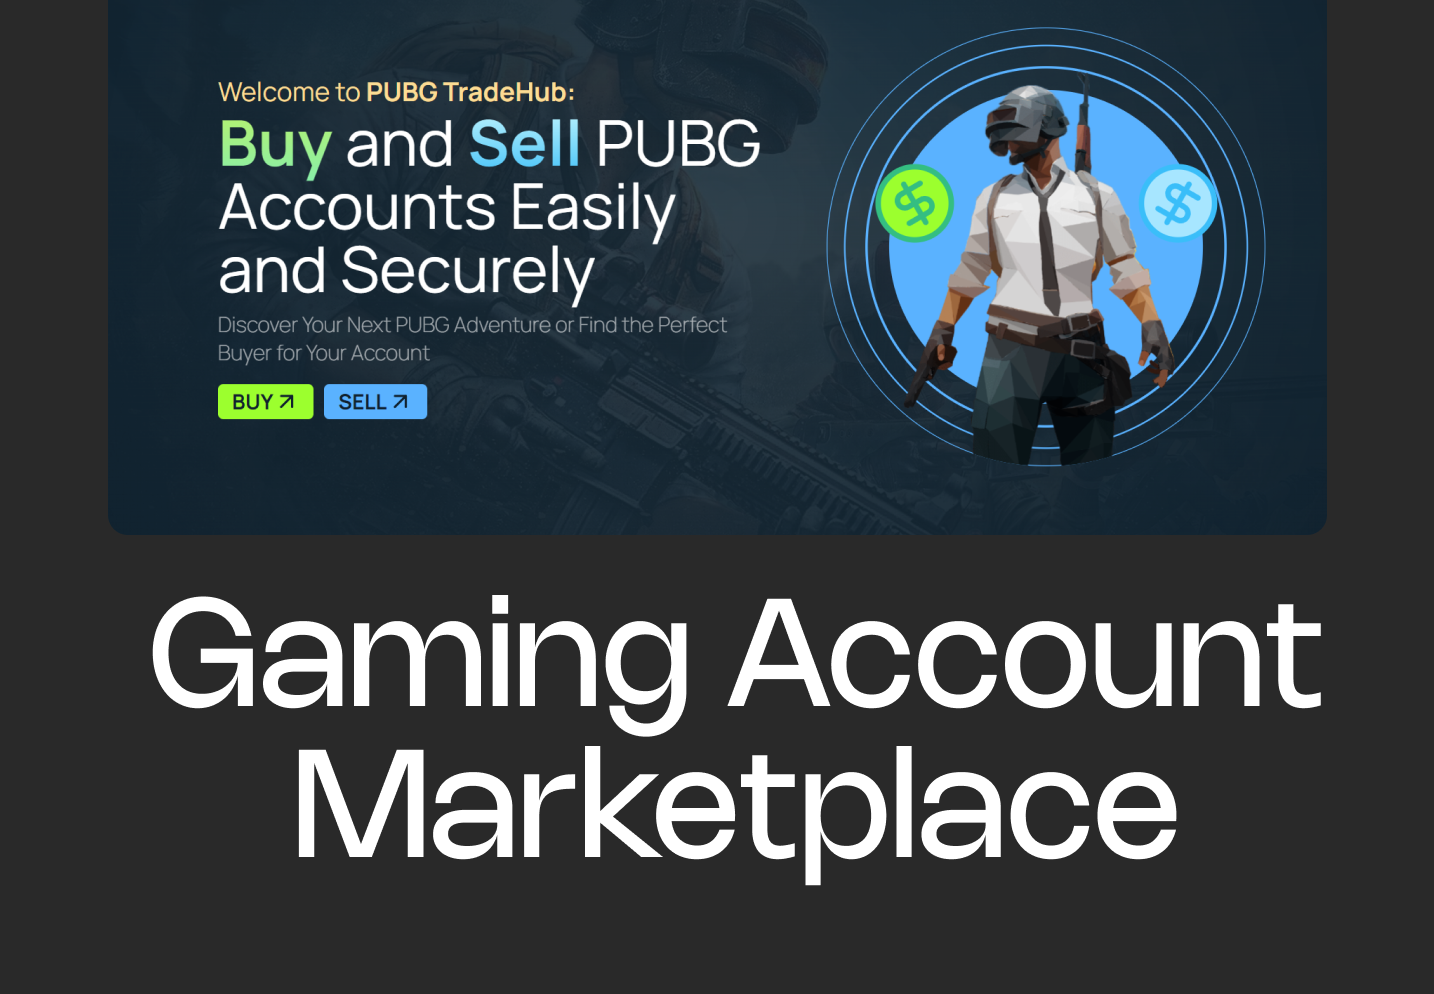 Welcome to PUBG TradeHub:
Buy and Sell PUBG
Accounts Easily
and Securely
Discover Your Next PUBG Adventure or Find the Perfect
Buyer for Your Account
BUY SELL
Gaming Account
Marketplace